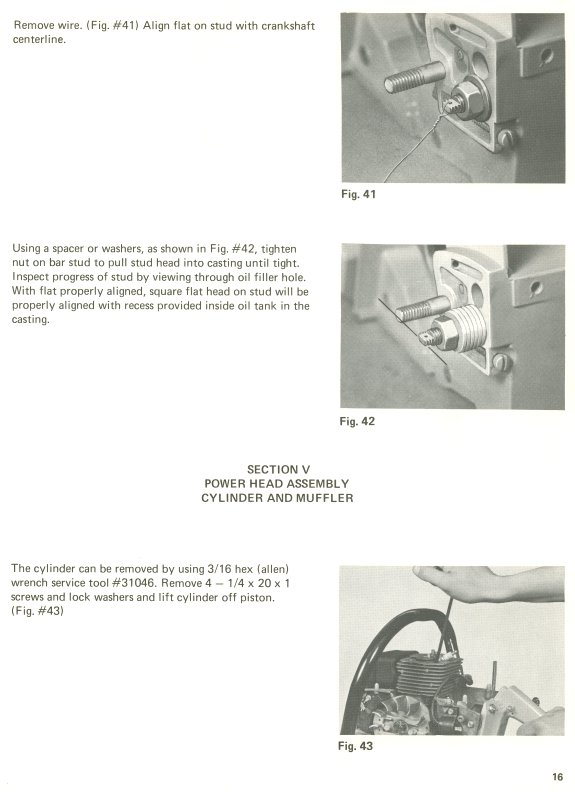 Remove wire. (Fig. #41) Align flat on stud with crankshaft
centerline.
Fig. 41
Using a spacer or washers, as shown in Fig. #42, tighten
nut on bar stud to pull stud head into casting until tight.
Inspect progress of stud by viewing through oil filler hole.
With flat properly aligned, square flat head on stud will be
properly aligned with recess provided inside oil tank in the
casting.
Fig. 42
SECTION V
POWER HEAD ASSEMBLY
CYLINDER AND MUFFLER
The cylinder can be removed by using 3/16 hex (allen)
wrench service tool #31046. Remove 4 – 1/4 x 20 x 1
screws and lock washers and lift cylinder off piston.
(Fig. #43)
Fig. 43
16